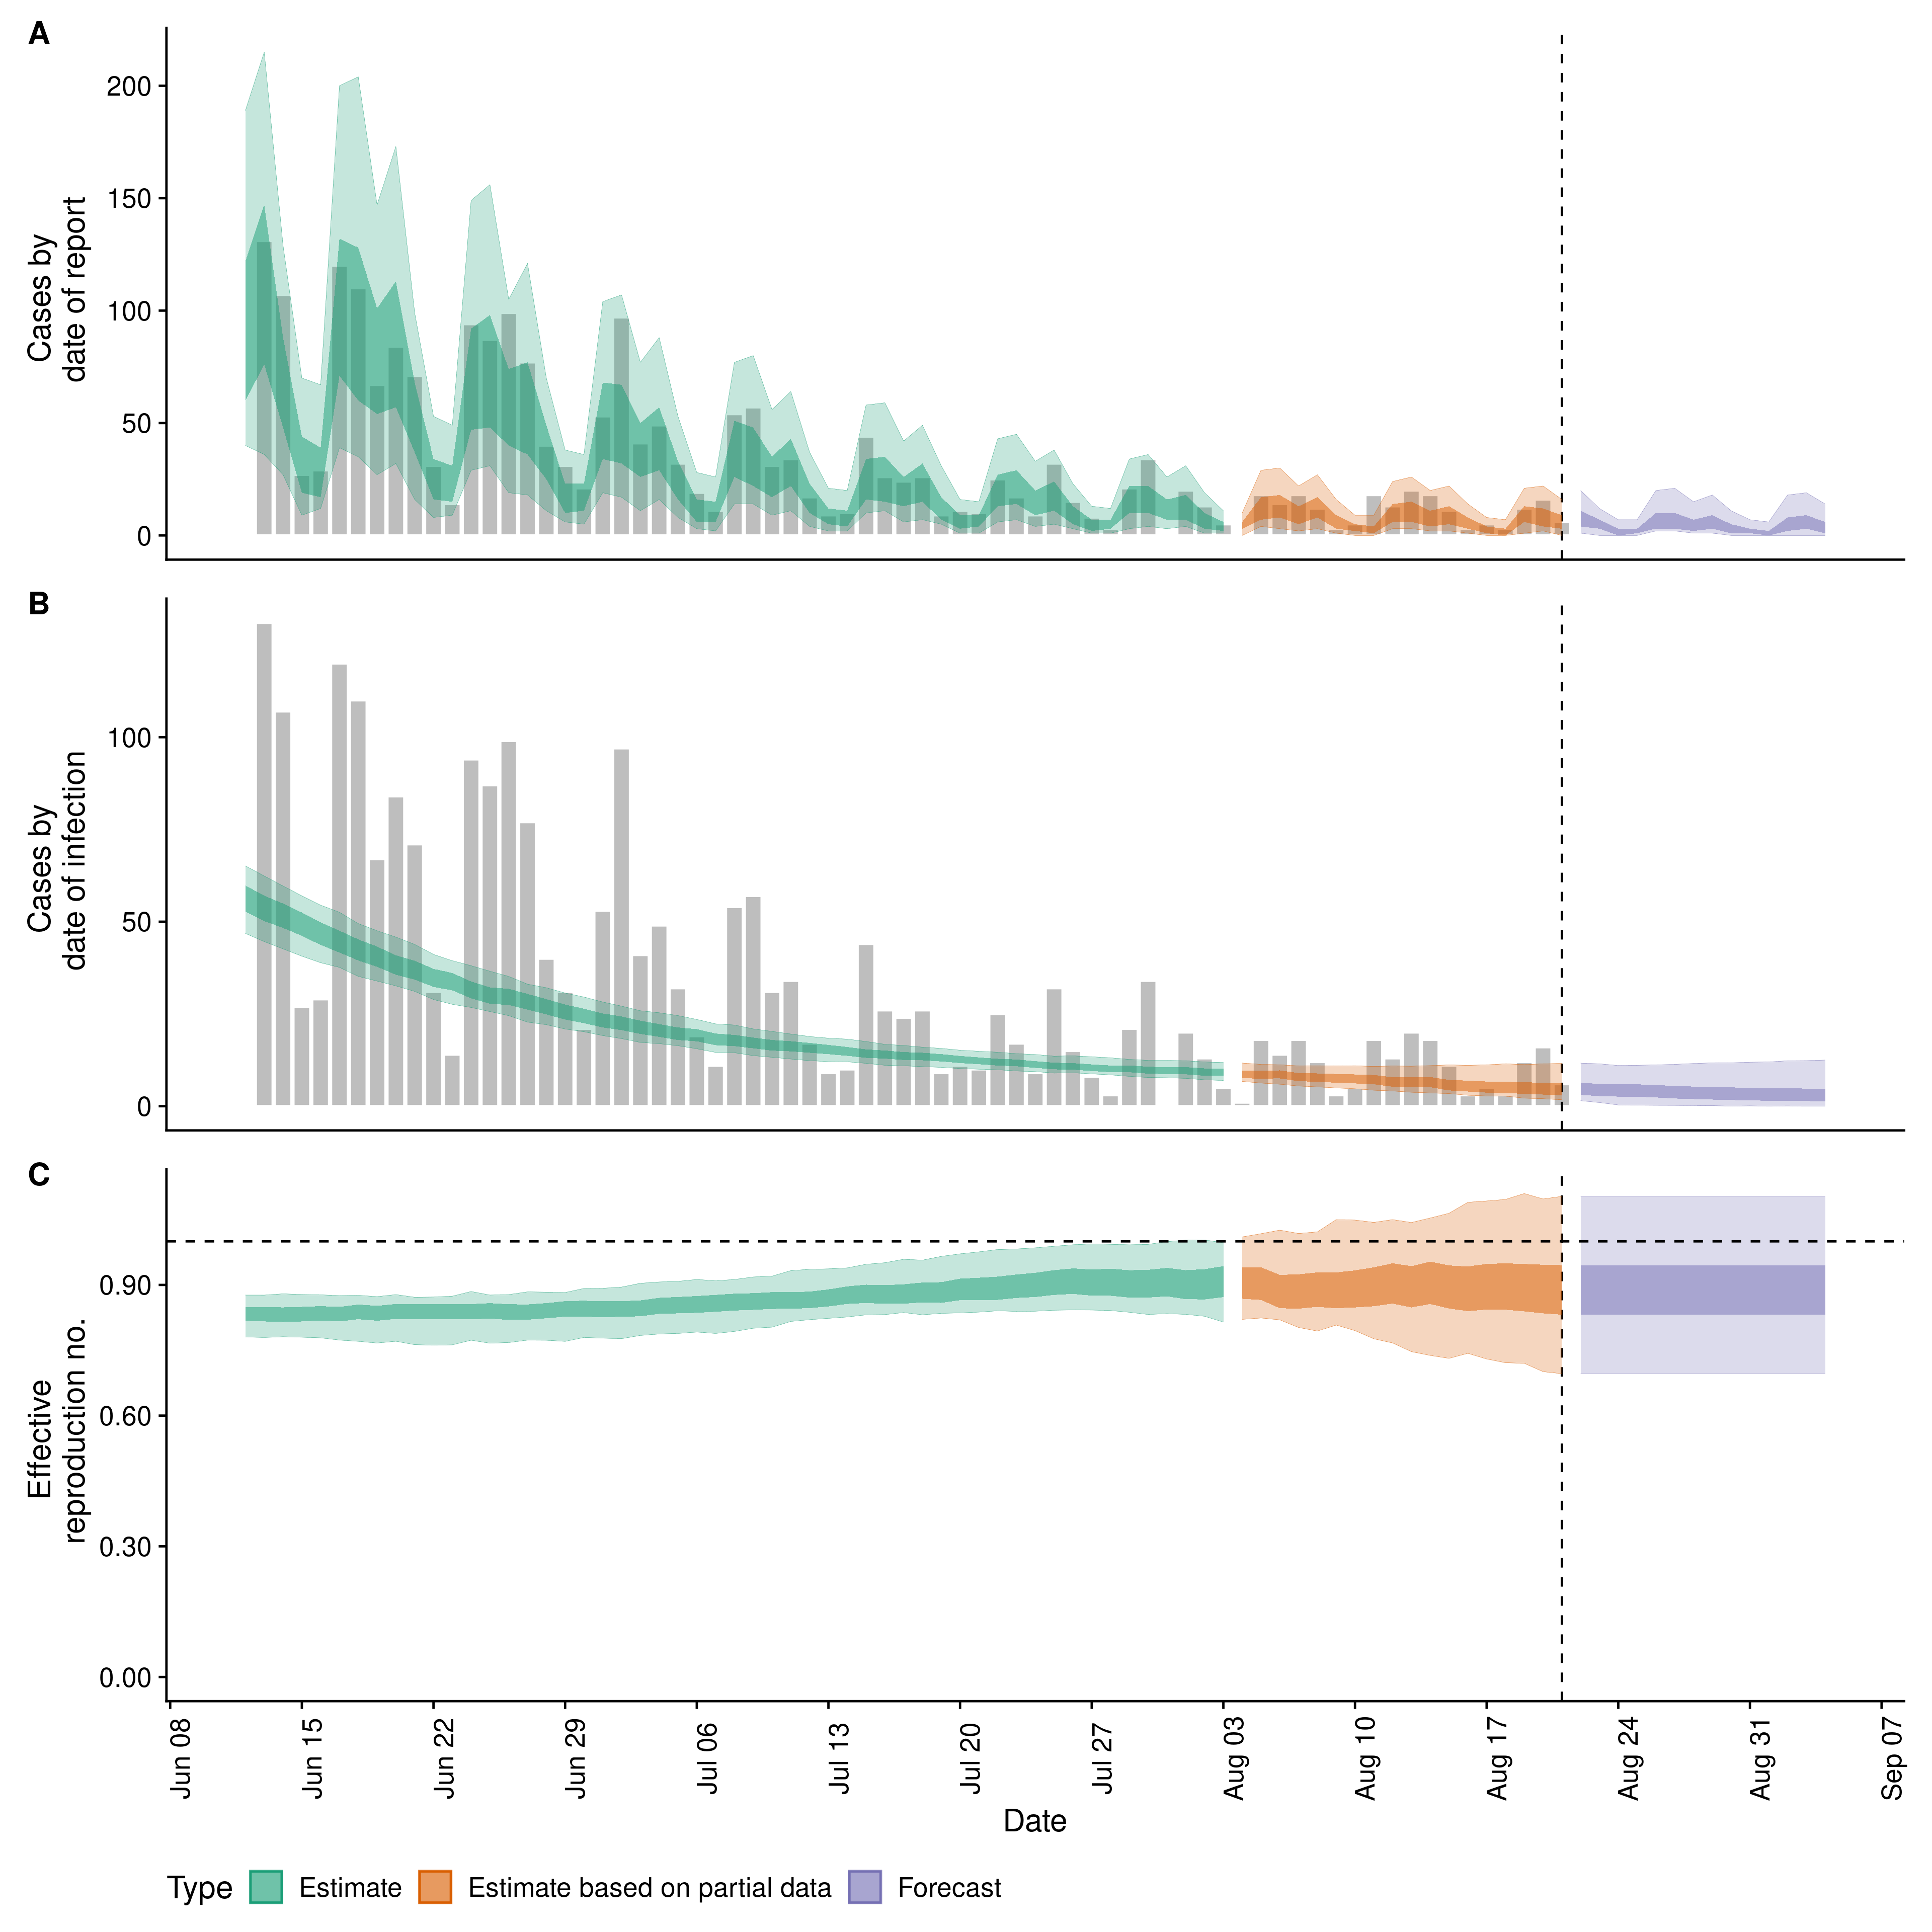 A
200
150
100
50
0
Cases by
date of report
B
100
50
0
Cases by
date of infection
C
0.90
0.60
0.30
0.00
Effective
reproduction no.
Jun 08
Jun 15
Jun 22
Jun 29
Jul 06
Jul 13
Jul 20
Jul 27
Aug 03
Aug 10
Aug 17
Aug 24
Aug 31
Sep 07
Date
Type Estimate Estimate based on partial data Forecast